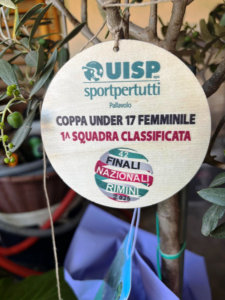 UISP
sportpertutti
Pallavolo
COPPA UNDER 17 FEMMINILE
1ª SQUADRA CLASSIFICATA
FINALI
NAZIONALI
RIMINI